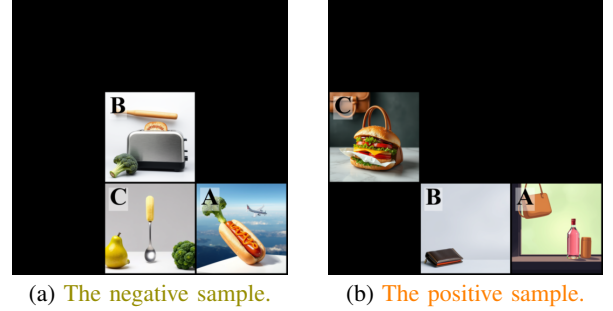 B
C
A
C
B
A
(a) The negative sample.
(b) The positive sample.